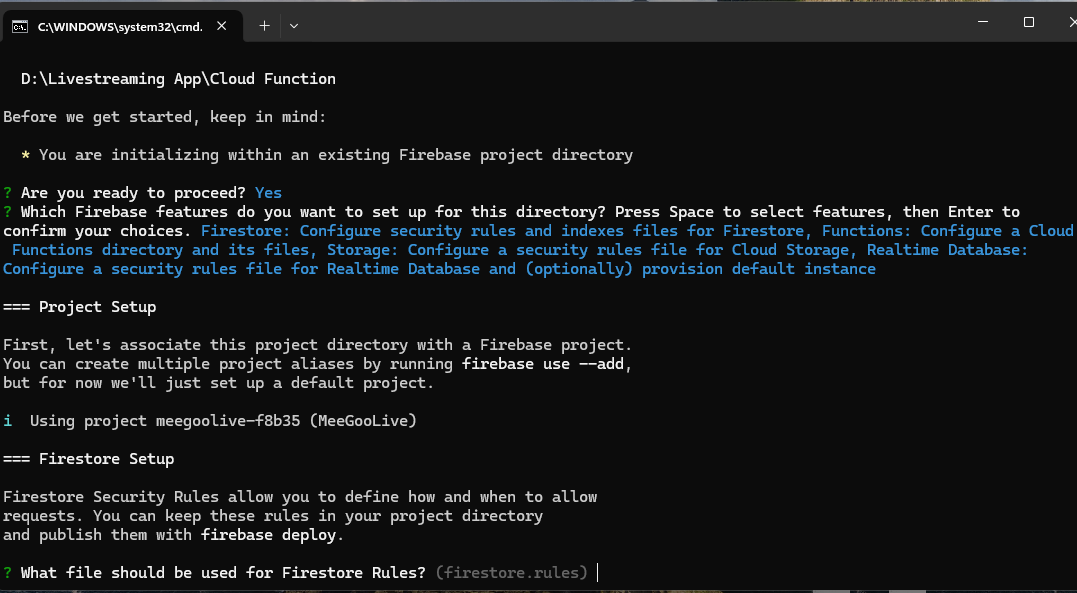 C:\WINDOWS\system32\cmd.
D:\Livestreaming App\Cloud Function
Before we get started, keep in mind:
* You are initializing within an existing Firebase project directory
? Are you ready to proceed? Yes
? Which Firebase features do you want to set up for this directory? Press Space to select features, then Enter to
confirm your choices. Firestore: Configure security rules and indexes files for Firestore, Functions: Configure a Cloud
Functions directory and its files, Storage: Configure a security rules file for Cloud Storage, Realtime Database:
Configure a security rules file for Realtime Database and (optionally) provision default instance
=== Project Setup
First, let's associate this project directory with a Firebase project.
You can create multiple project aliases by running firebase use --add,
but for now we'll just set up a default project.
i Using project meegoolive-f8b35 (MeeGooLive)
=== Firestore Setup
Firestore Security Rules allow you to define how and when to allow
requests. You can keep these rules in your project directory
and publish them with firebase deploy.
? What file should be used for Firestore Rules? (firestore.rules)